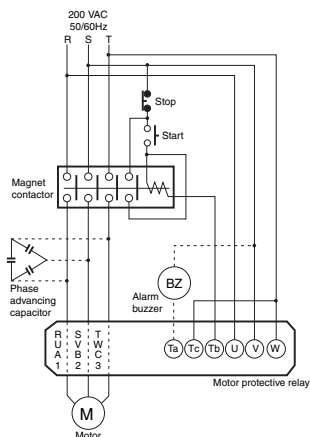 200 VAC
50/60Hz
R S T
Stop
Start
Magnet
contactor
BZ
Alarm
buzzer
Phase
advancing
capacitor
R S T
U V W
A B C
1 2 3
Ta Tc Tb U V W
Motor protective relay
M
Motor